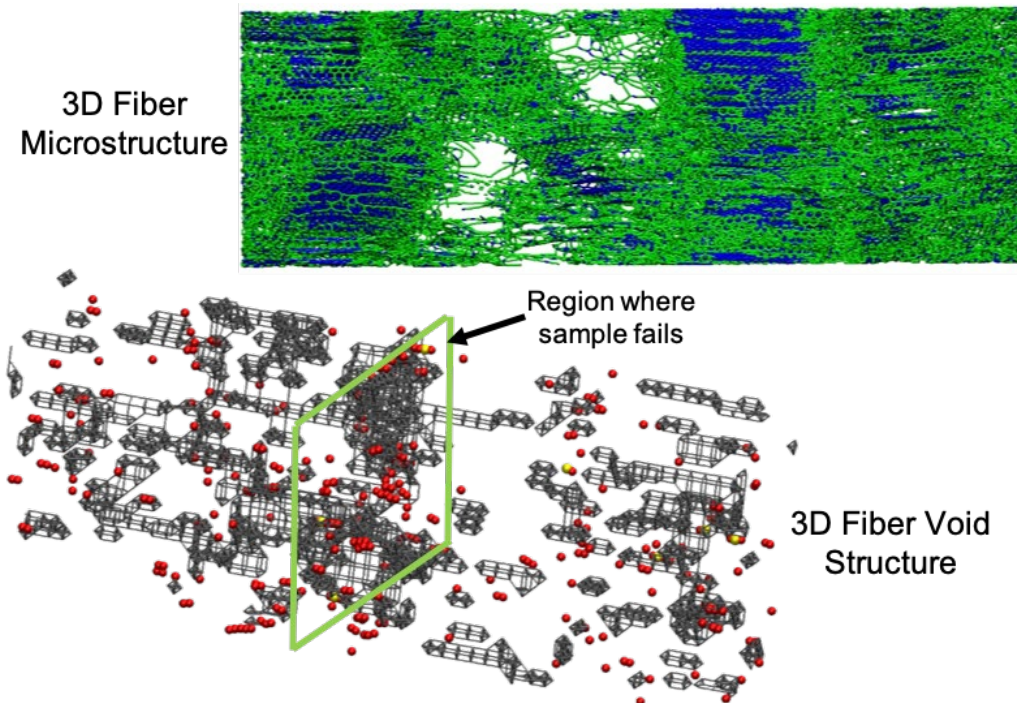 3D Fiber
Microstructure
Region where
sample fails
3D Fiber Void
Structure